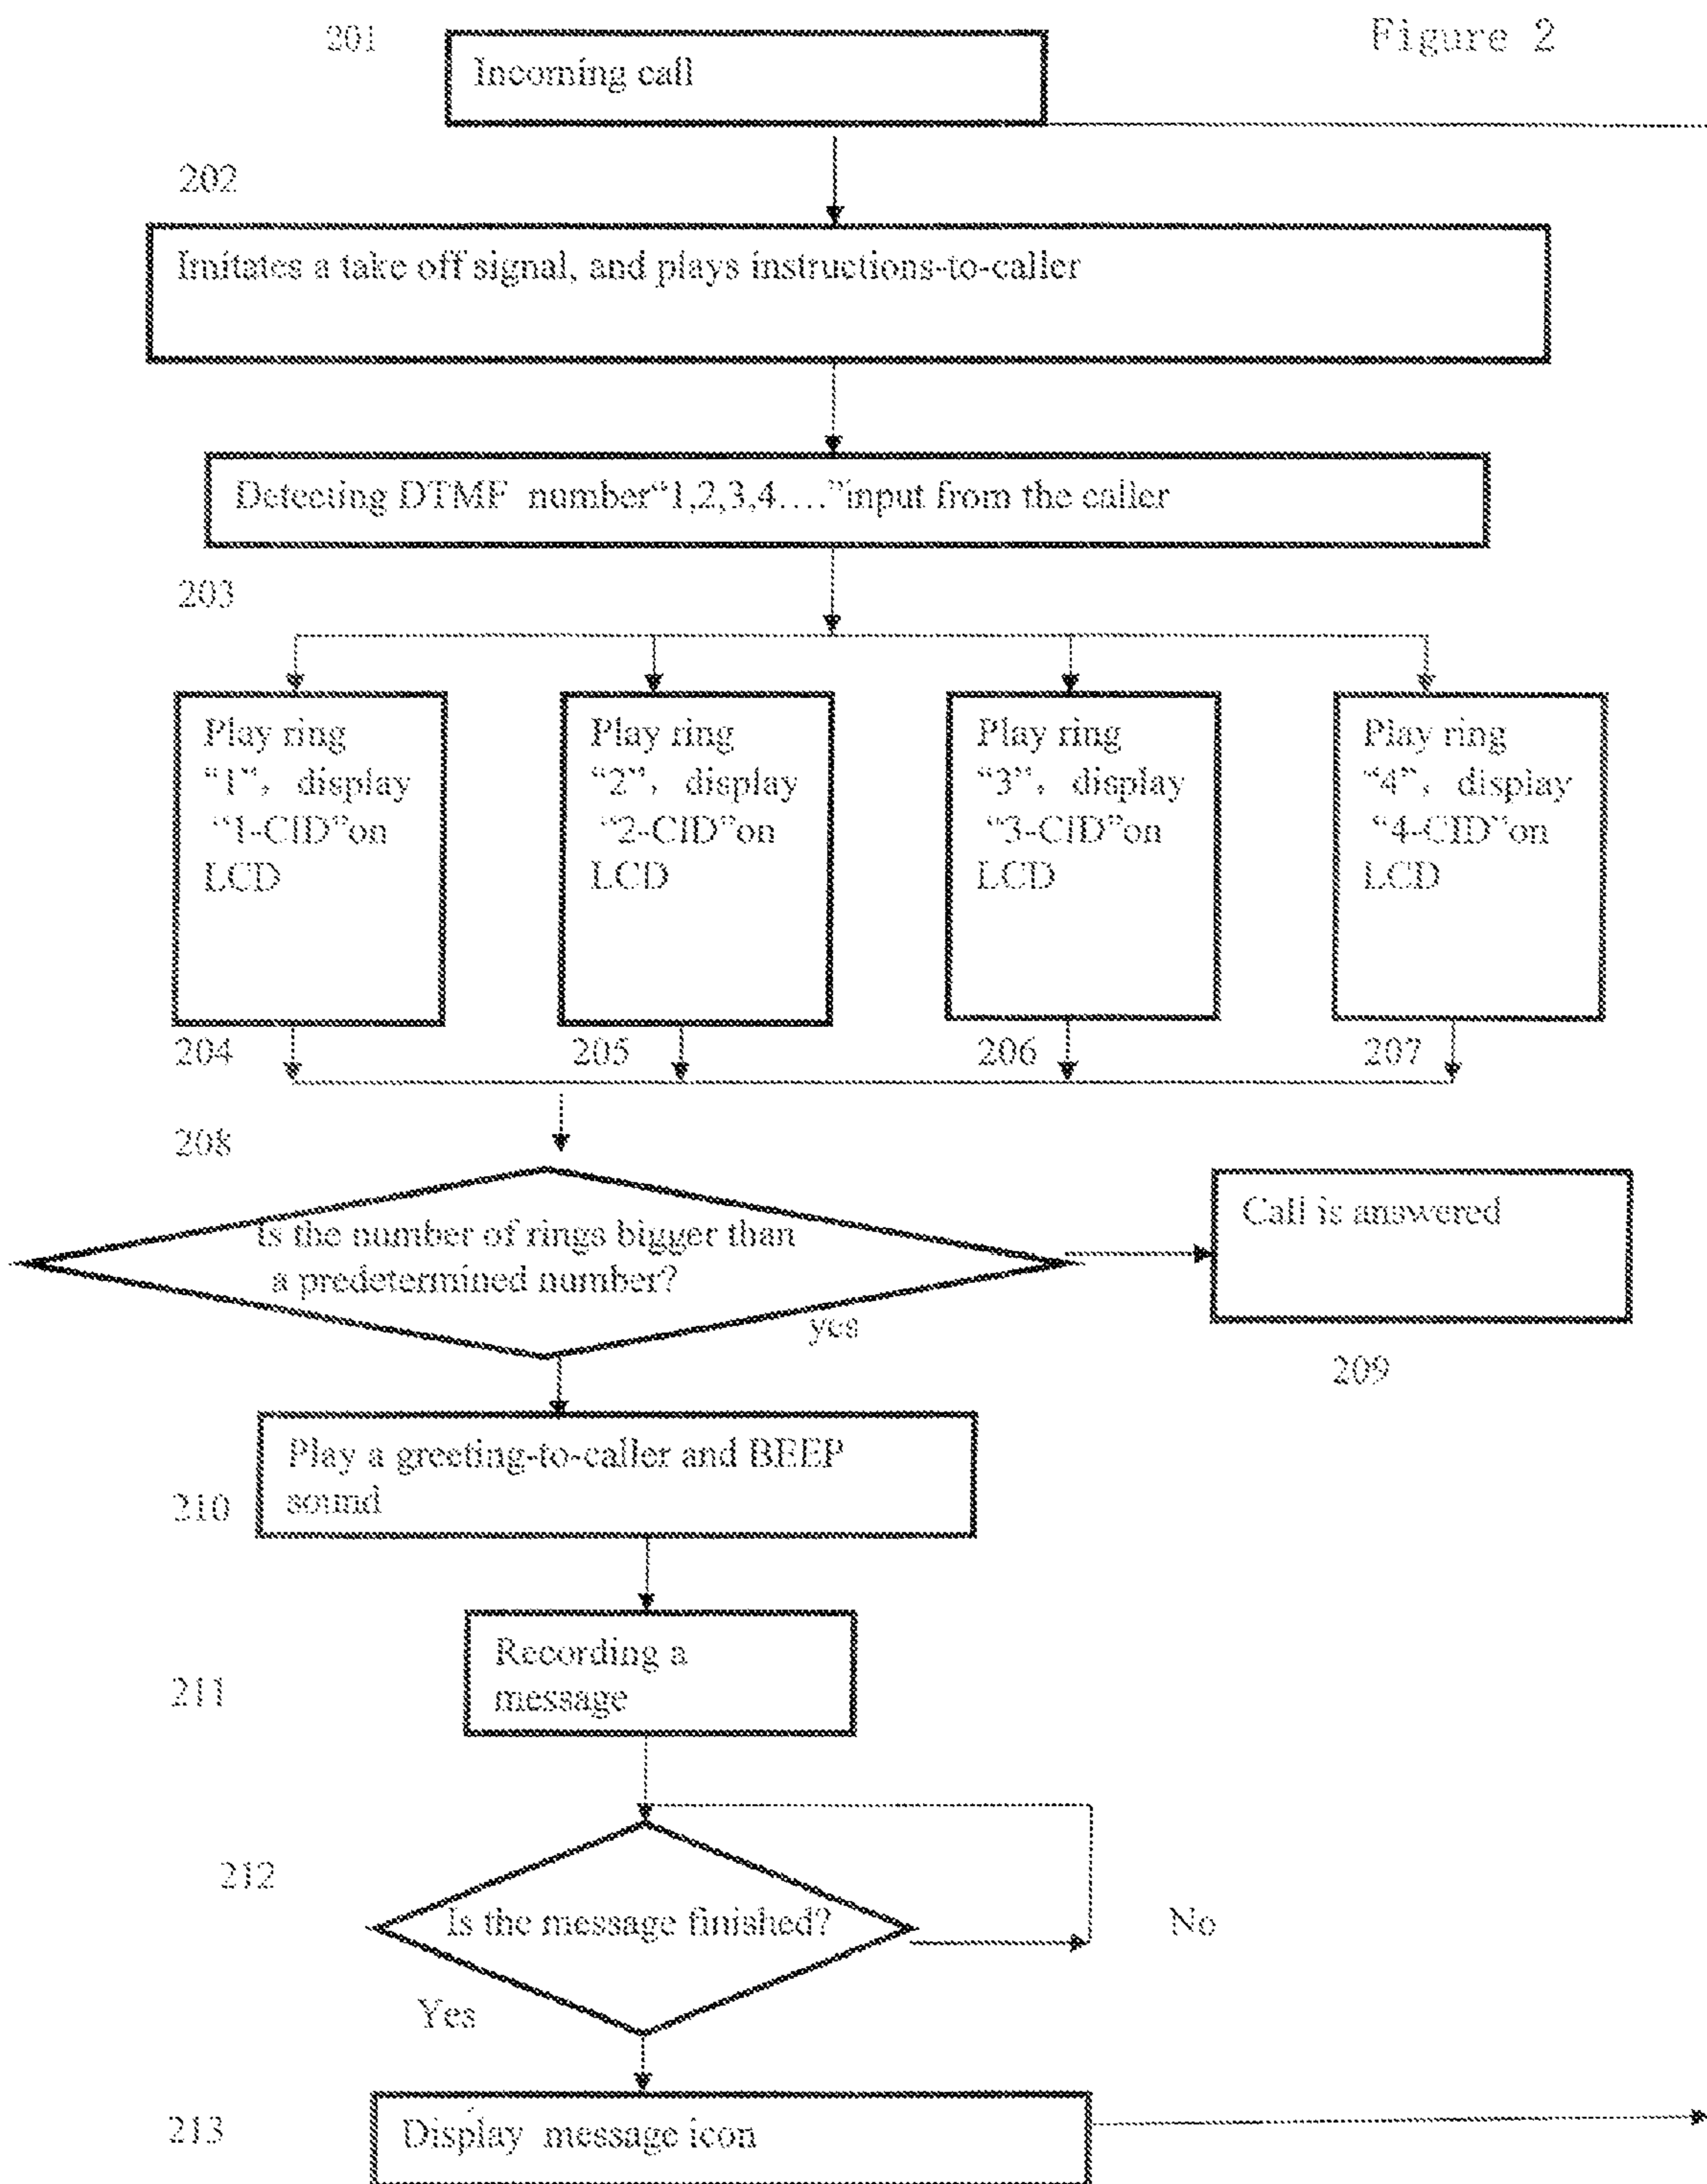 Figure 2
201
Incoming call
202
Imitates a take off signal, and plays instructions-to-caller
Detecting DTMF number“1,2,3,4….”input from the caller
203
Play ring
“1”, display
“1-CID”on
LCD
Play ring
“2”, display
“2-CID”on
LCD
Play ring
“3”, display
“3-CID”on
LCD
Play ring
“4”, display
“4-CID”on
LCD
204
205
206
207
208
Is the number of rings bigger than
a predetermined number?
yes
Call is answered
209
Play a greeting-to-caller and BEEP
sound
210
Recording a
message
211
212
Is the message finished?
No
Yes
213
Display message icon